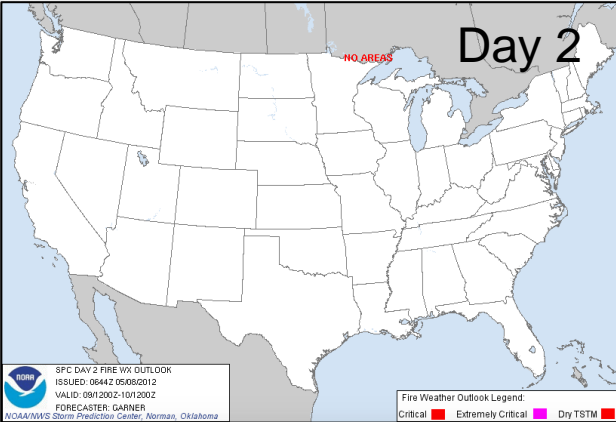 Day 2
NO AREAS
NOAA
SPC DAY 2 FIRE WX OUTLOOK
ISSUED: 0644Z 05/08/2012
VALID: 09/1200Z-10/1200Z
FORECASTER: GARNER
NOAA/NWS Storm Prediction Center, Norman, Oklahoma
Fire Weather Outlook Legend:
Critical Extremely Critical Dry TSTM